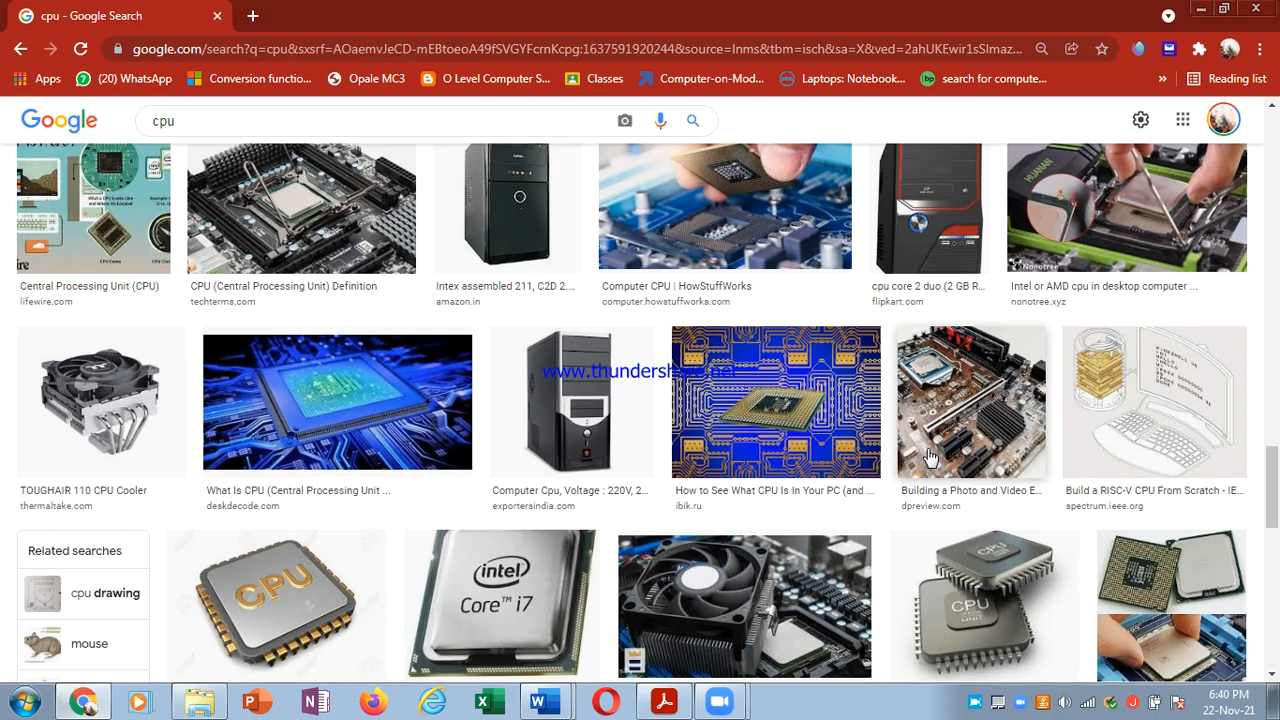 cpu - Google Search
google.com/search?q=cpu&sxsrf=AOaemvJeCD-mEBtoeoA49fSVGYFcrnKcpg:1637591920244&source=lnms&tbm=isch&sa=X&ved=2ahUKEwir1sSlmaz...
Apps
(20) WhatsApp
Conversion functio...
Opale MC3
O Level Computer S...
Classes
Computer-on-Mod...
Laptops: Notebook...
search for compute...
»
Reading list
Google
cpu
Central Processing Unit (CPU)
lifewire.com
CPU (Central Processing Unit) Definition
techterms.com
Intex assembled 211, C2D 2....
amazon.in
Computer CPU | HowStuffWorks
computer.howstuffworks.com
cpu core 2 duo (2 GB R...
flipkart.com
Nonotree
Intel or AMD cpu in desktop computer ...
nonotree.xyz
www.thundershare.net
TOUGHAIR 110 CPU Cooler
thermaltake.com
What Is CPU (Central Processing Unit ...
deskdecode.com
Computer Cpu, Voltage : 220V, 2...
exportersindia.com
How to See What CPU Is In Your PC (and ...
ibik.ru
Building a Photo and Video E...
dpreview.com
Build a RISC-V CPU From Scratch - IE...
spectrum.ieee.org
Related searches
cpu drawing
mouse
CPU
intel
Core™ i7
CPU
CPU
UNIT
6:40 PM
22-Nov-21